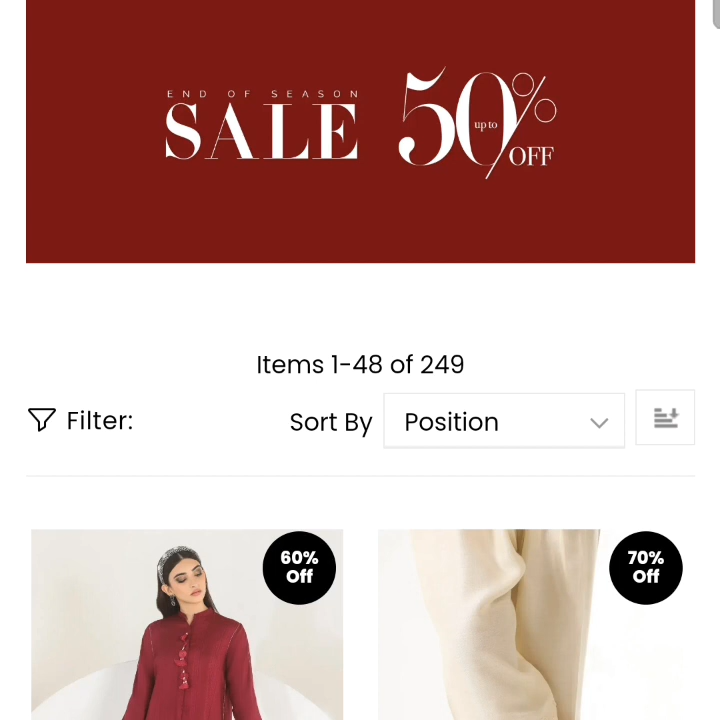 END OF SEASON
SALE
50%
up to
OFF
Items 1-48 of 249
Filter:
Sort By
Position
60%
Off
70%
Off